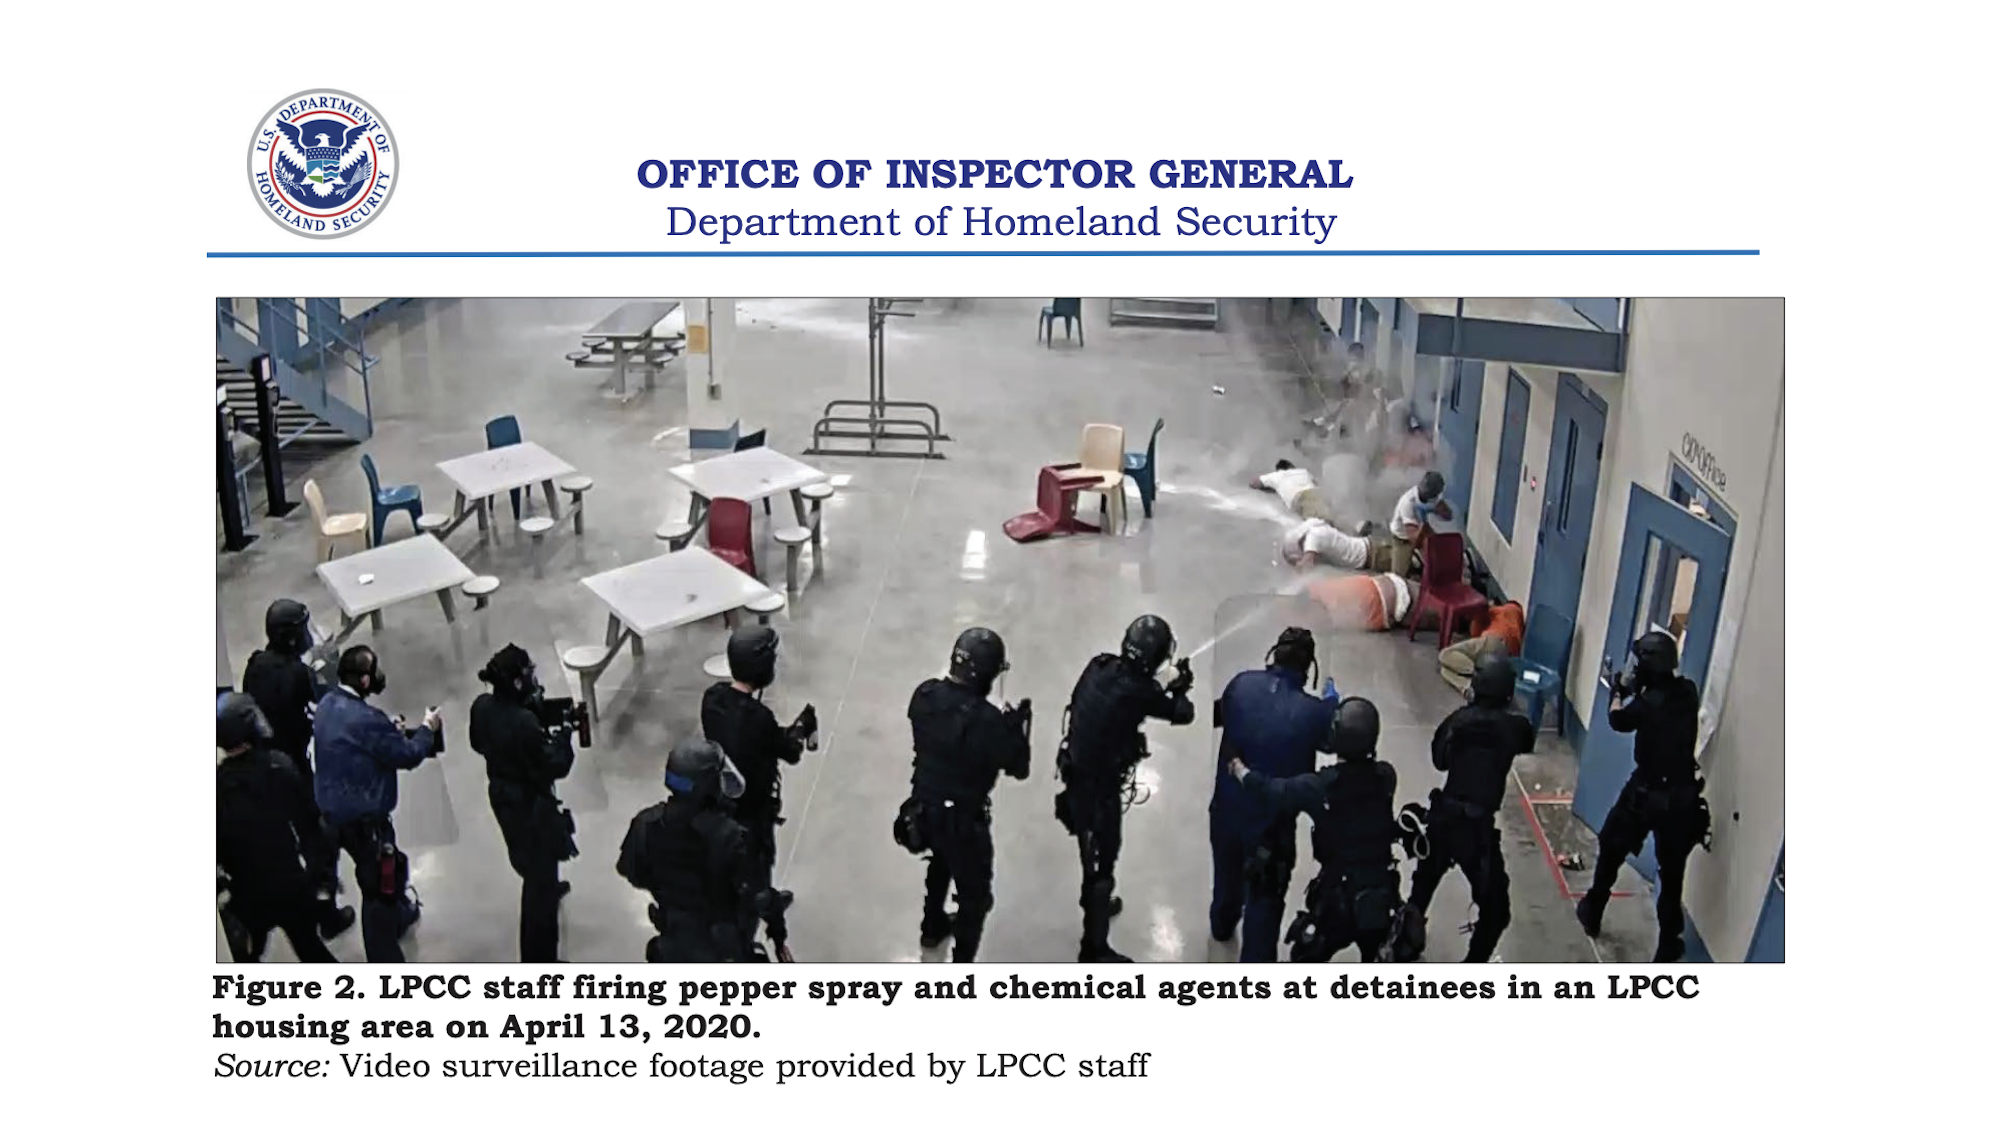 U.S. DEPARTMENT OF
HOMELAND SECURITY
OFFICE OF INSPECTOR GENERAL
Department of Homeland Security
CO Office
Figure 2. LPCC staff firing pepper spray and chemical agents at detainees in an LPCC
housing area on April 13, 2020.
Source: Video surveillance footage provided by LPCC staff